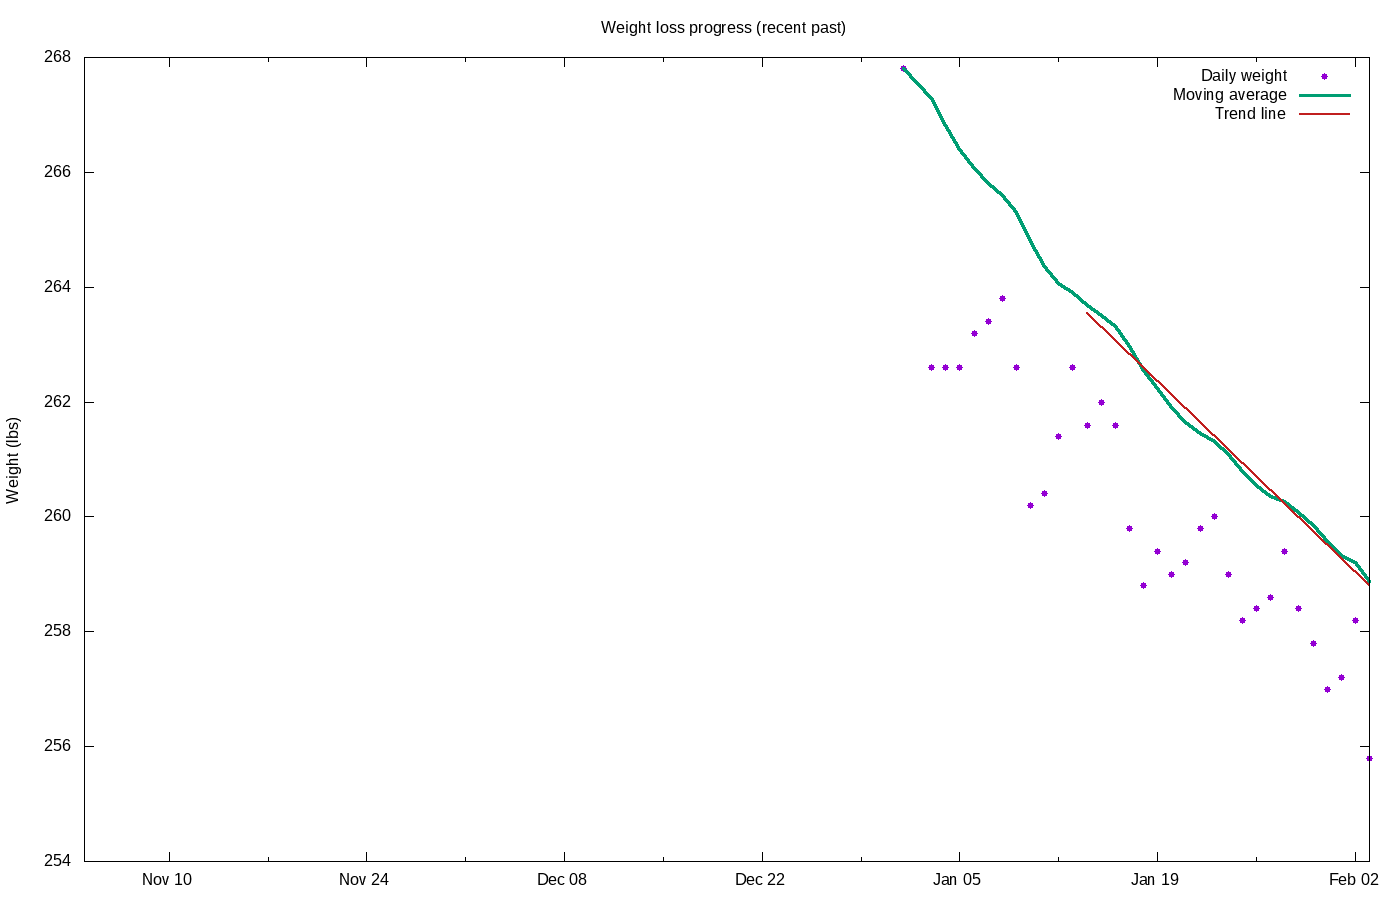 Weight loss progress (recent past)
268
266
264
262
260
258
256
254
Weight (lbs)
Daily weight
Moving average
Trend line
Nov 10 Nov 24 Dec 08 Dec 22 Jan 05 Jan 19 Feb 02